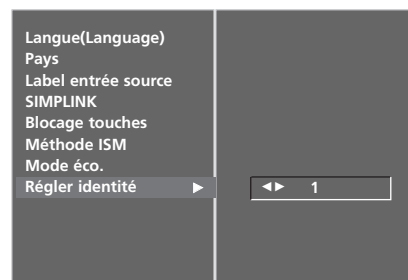 Langue(Language)
Pays
Label entrée source
SIMPLINK
Blocage touches
Méthode ISM
Mode éco.
Régler identité ▶
◀▶ 1